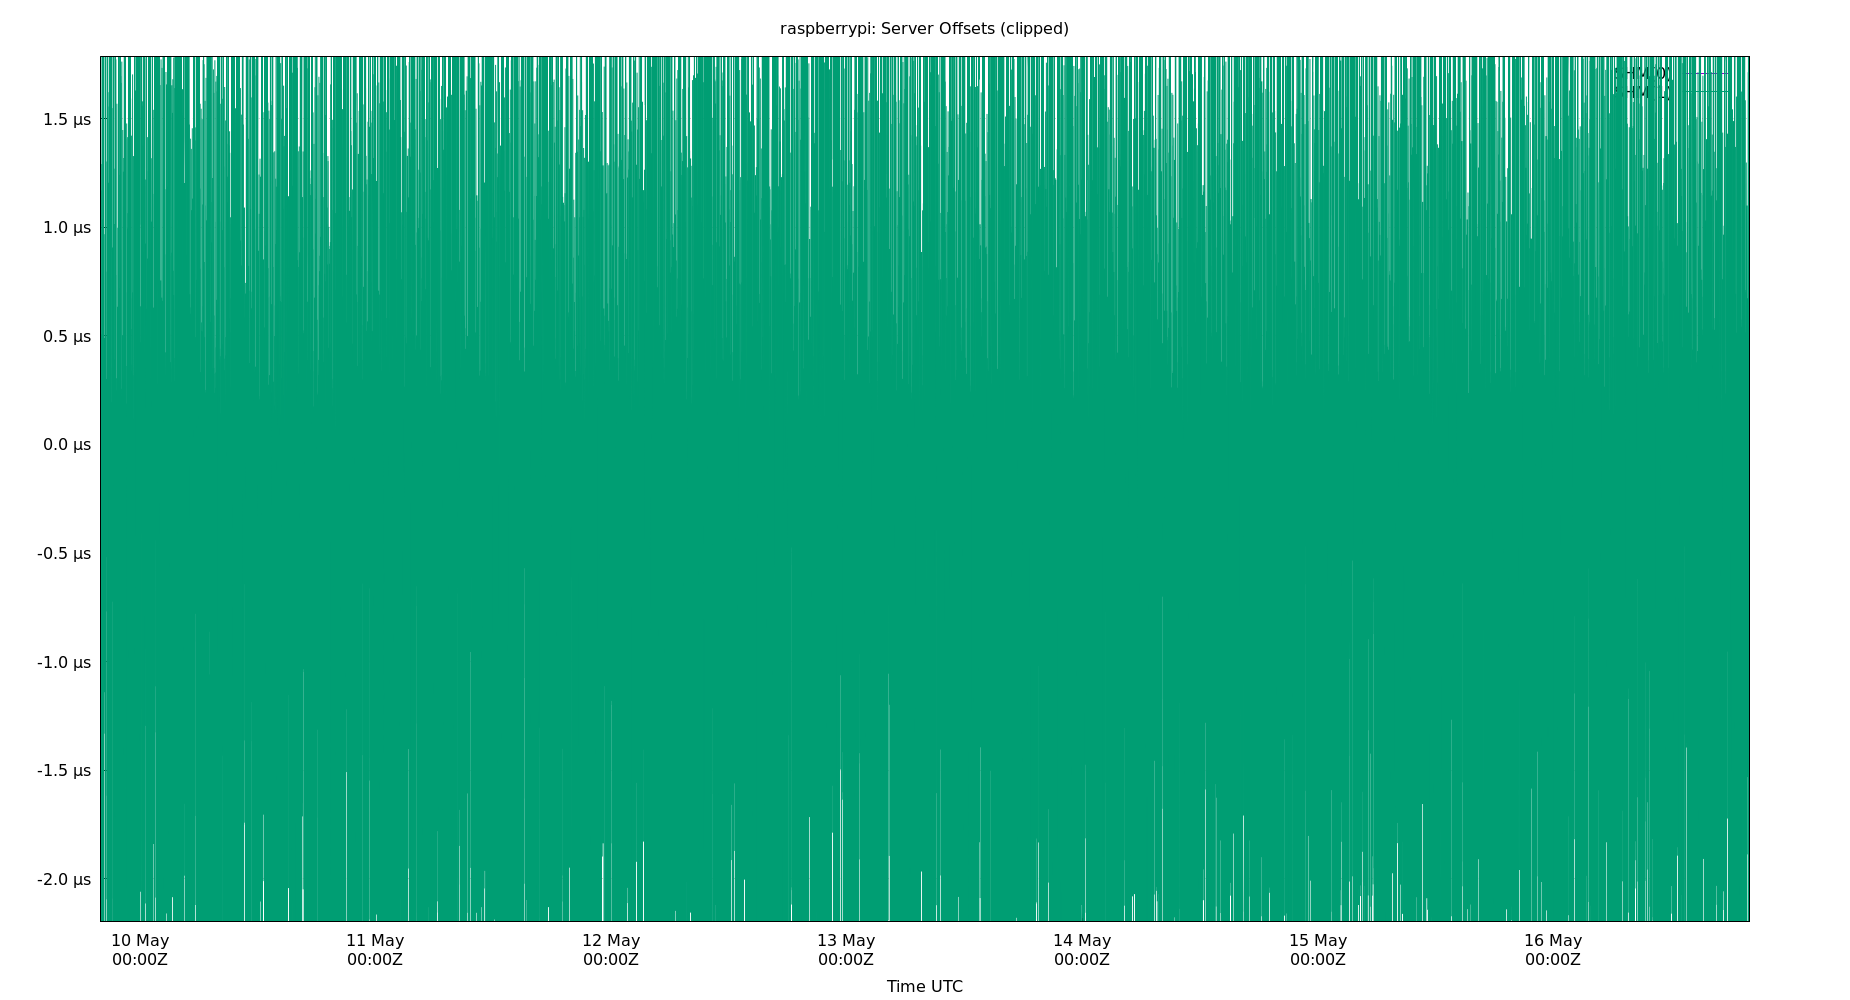 raspberrypi: Server Offsets (clipped)
1.5 µs
1.0 µs
0.5 µs
0.0 µs
-0.5 µs
-1.0 µs
-1.5 µs
-2.0 µs
10 May 11 May 12 May 13 May 14 May 15 May 16 May
00:00Z 00:00Z 00:00Z 00:00Z 00:00Z 00:00Z 00:00Z
Time UTC